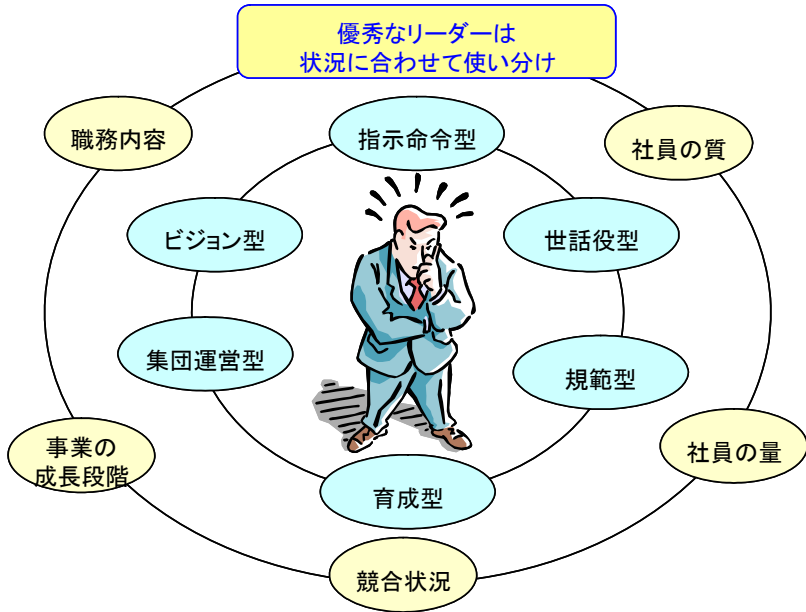 優秀なリーダーは
状況に合わせて使い分け
職務内容
指示命令型
社員の質
ビジョン型
世話役型
集団運営型
規範型
事業の
成長段階
社員の量
育成型
競合状況